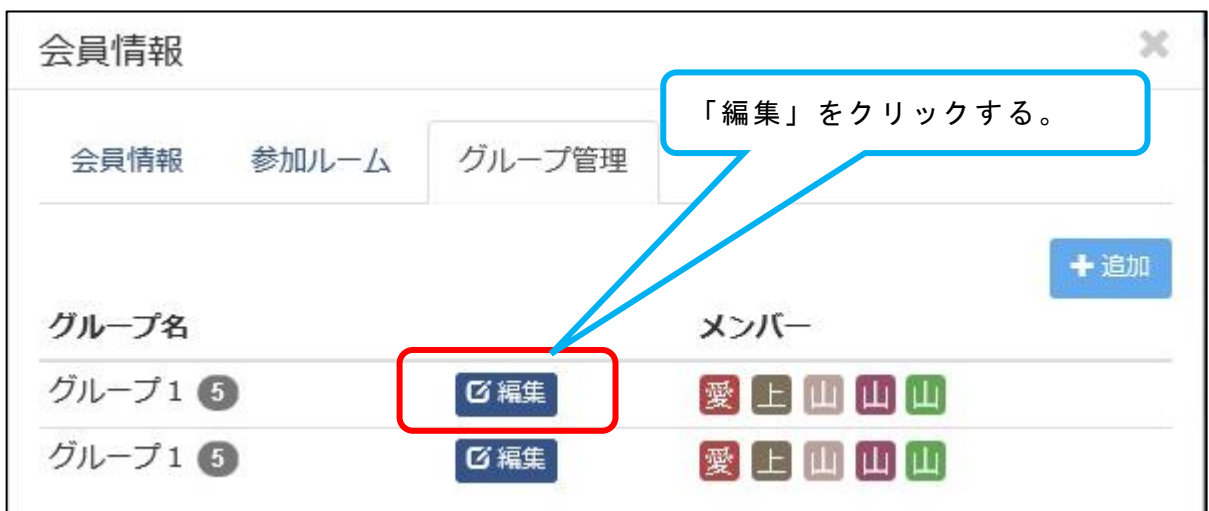 会員情報
「編集」をクリックする。
会員情報 参加ルーム グループ管理
追加
グループ名 メンバー
グループ1 5 編集 愛 上 山 山 山
グループ1 5 編集 愛 上 山 山 山